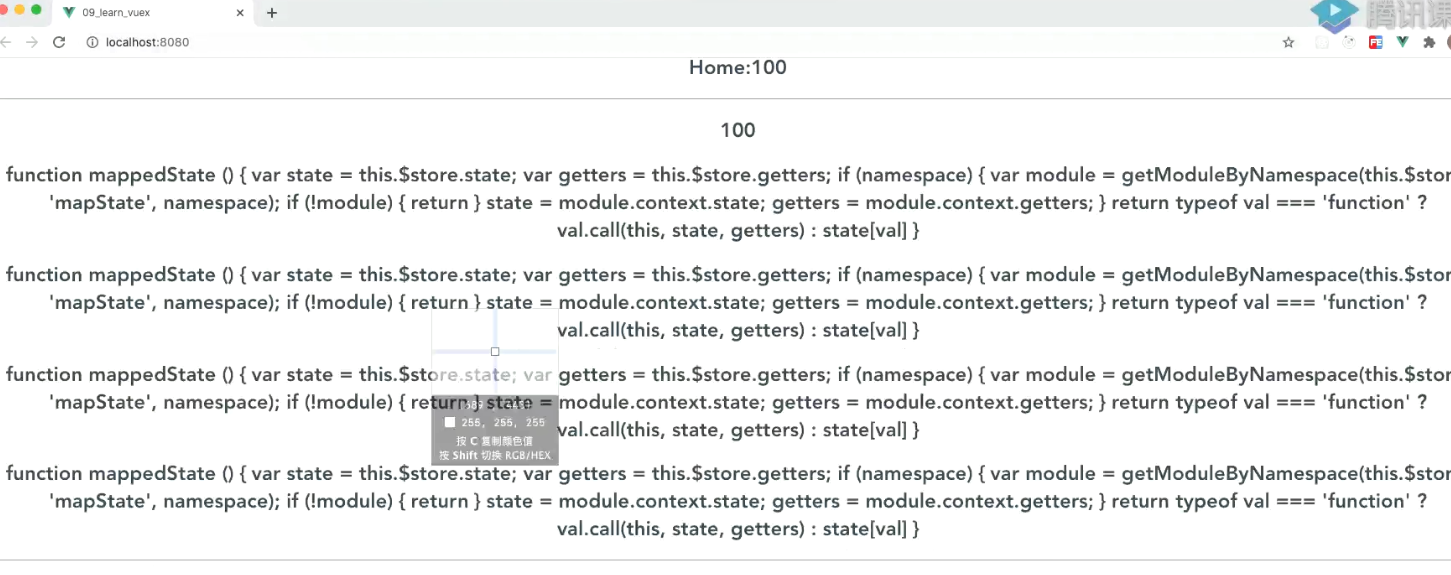 09_learn_vuex
腾讯课
localhost:8080
Home:100
100
function mappedState () { var state = this.$store.state; var getters = this.$store.getters; if (namespace) { var module = getModuleByNamespace(this.$stor
'mapState', namespace); if (!module) { return } state = module.context.state; getters = module.context.getters; } return typeof val === 'function' ?
val.call(this, state, getters) : state[val] }
function mappedState () { var state = this.$store.state; var getters = this.$store.getters; if (namespace) { var module = getModuleByNamespace(this.$stor
'mapState', namespace); if (!module) { return } state = module.context.state; getters = module.context.getters; } return typeof val === 'function' ?
val.call(this, state, getters) : state[val] }
function mappedState () { var state = this.$store.state; var getters = this.$store.getters; if (namespace) { var module = getModuleByNamespace(this.$stor
'mapState', namespace); if (!module) { return } state = module.context.state; getters = module.context.getters; } return typeof val === 'function' ?
255, 255, 255
val.call(this, state, getters) : state[val] }
按 C 复制颜色值
按 Shift 切换 RGB/HEX
function mappedState () { var state = this.$store.state; var getters = this.$store.getters; if (namespace) { var module = getModuleByNamespace(this.$stor
'mapState', namespace); if (!module) { return } state = module.context.state; getters = module.context.getters; } return typeof val === 'function' ?
val.call(this, state, getters) : state[val] }